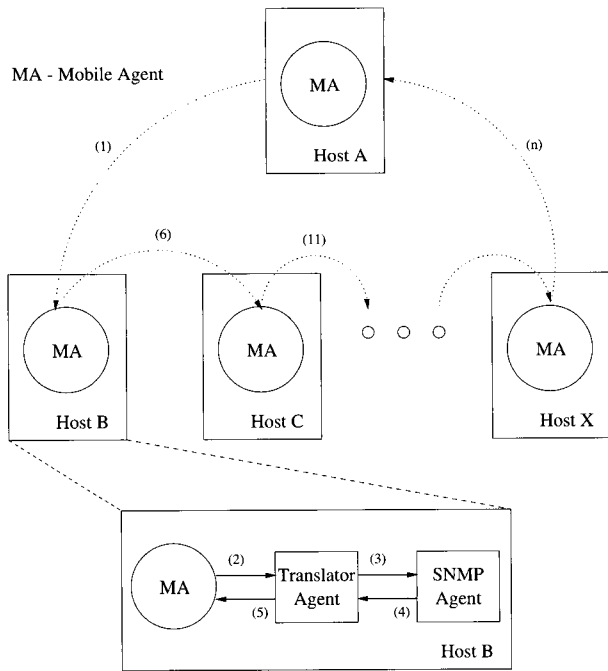 MA - Mobile Agent
MA
Host A
(1)
(n)
(6)
(11)
MA
Host B
MA
Host C
MA
Host X
MA
(2)
Translator
Agent
(5)
(3)
SNMP
Agent
(4)
Host B